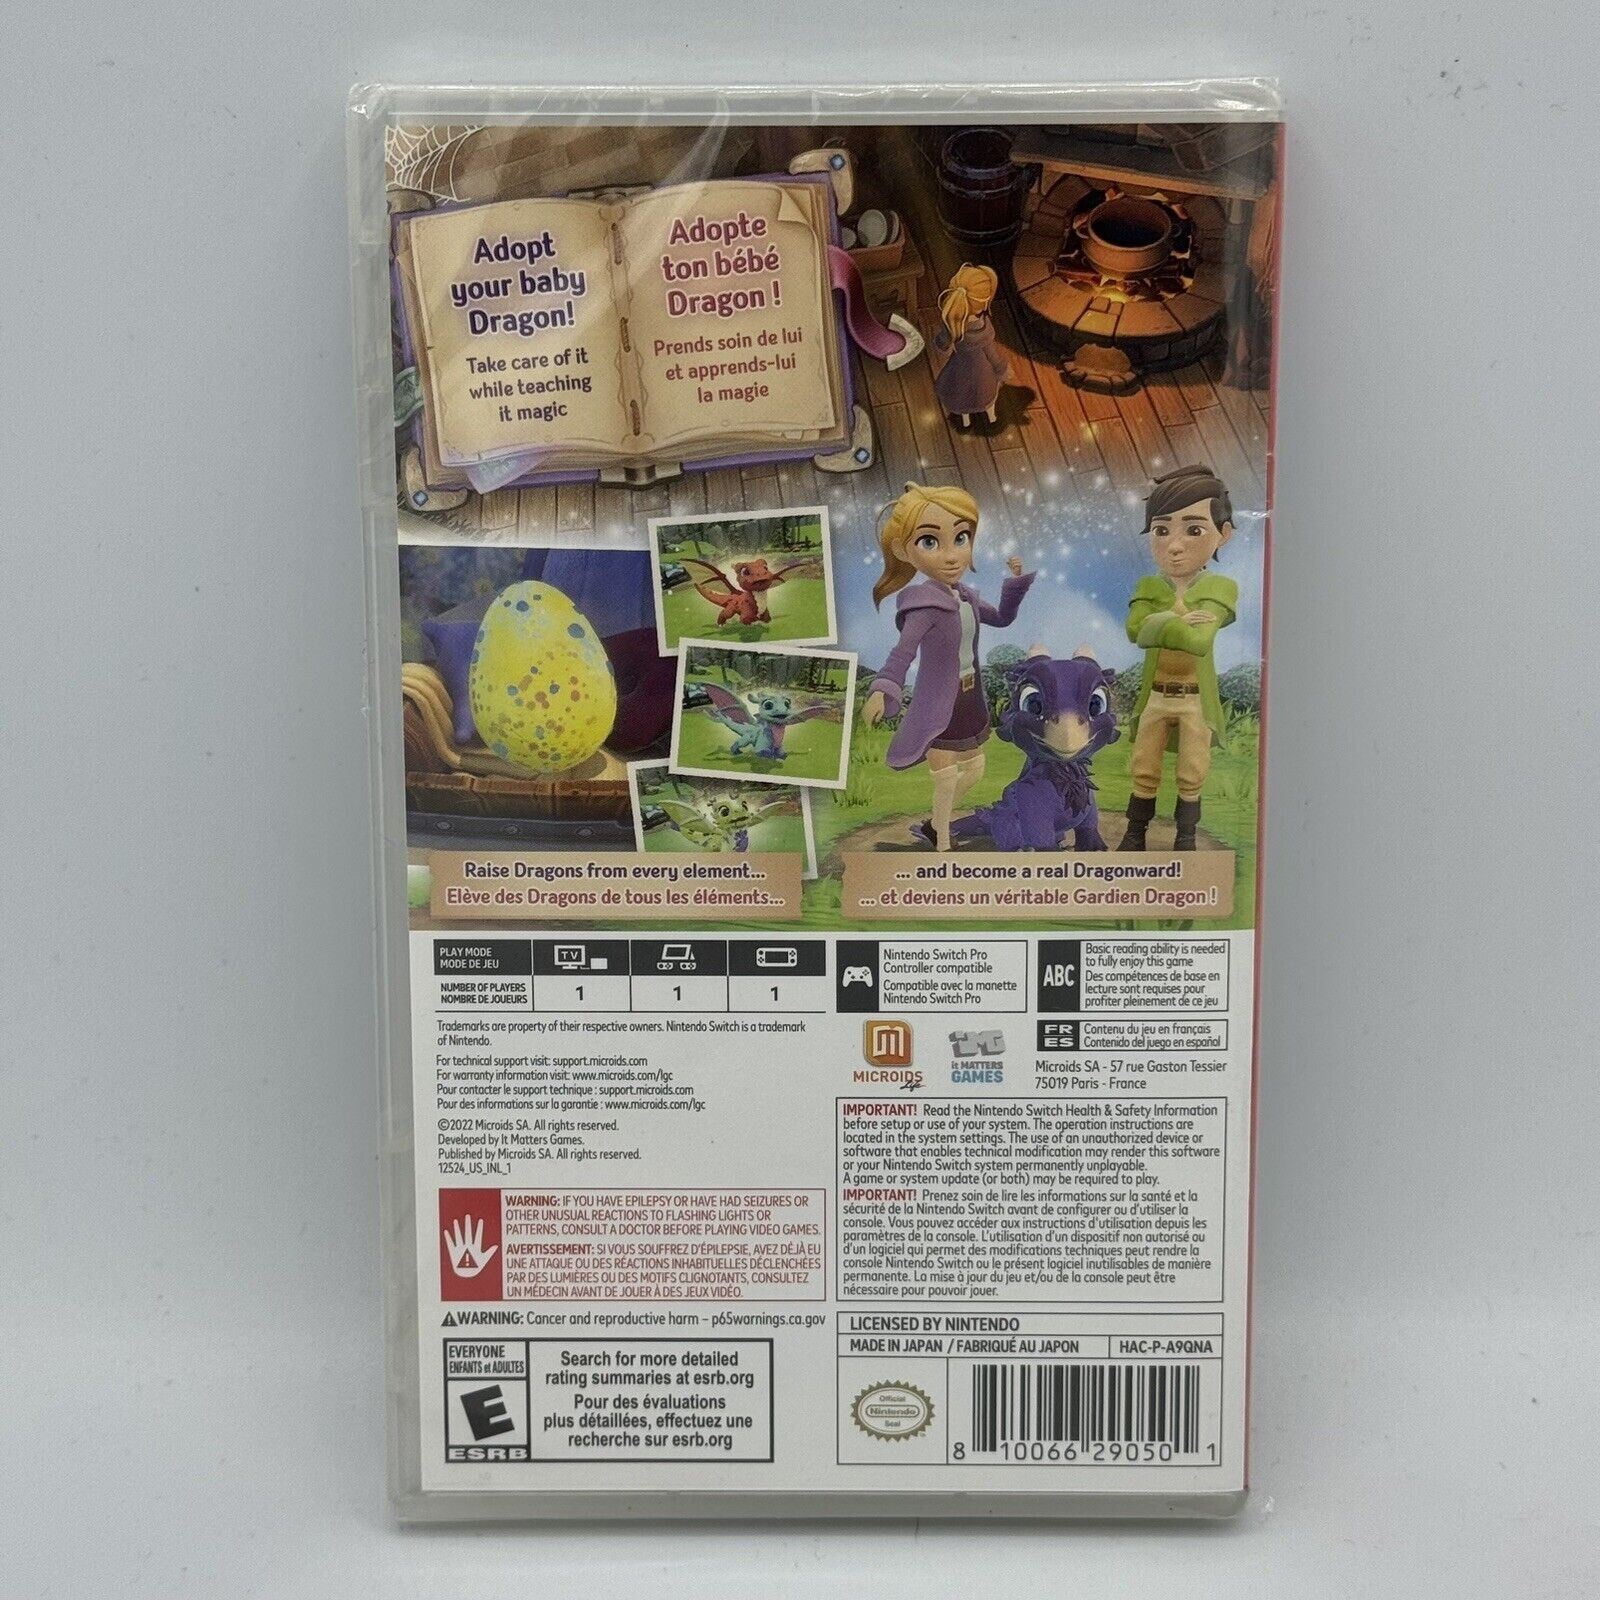 Adopt
your baby
Dragon!
Take care of it
while teaching
it magic
Adopte
ton bébé
Dragon !
Prends soin de lui
et apprends-lui
la magie
Raise Dragons from every element...
Elève des Dragons de tous les éléments...
... and become a real Dragonward!
... et deviens un véritable Gardien Dragon !
PLAY MODE
MODE DE JEU
TV
NUMBER OF PLAYERS
NOMBRE DE JOUEURS
1
1
1
Nintendo Switch Pro
Controller compatible
Compatible avec la manette
Nintendo Switch Pro
ABC
Basic reading ability is needed
to fully enjoy this game
Des compétences de base en
lecture sont requises pour
profiter pleinement de ce jeu
Trademarks are property of their respective owners. Nintendo Switch is a trademark
of Nintendo.
For technical support visit: support.microids.com
For warranty information visit: www.microids.com/lgc
Pour contacter le support technique : support.microids.com
Pour des informations sur la garantie : www.microids.com/lgc
©2022 Microids SA. All rights reserved.
Developed by It Matters Games.
Published by Microids SA. All rights reserved.
12524_US_INL_1
MICROIDS
Life
iMG
it MATTERS
GAMES
FR
ES
Contenu du jeu en français
Contenido del juego en español
Microids SA - 57 rue Gaston Tessier
75019 Paris - France
WARNING: IF YOU HAVE EPILEPSY OR HAVE HAD SEIZURES OR
OTHER UNUSUAL REACTIONS TO FLASHING LIGHTS OR
PATTERNS, CONSULT A DOCTOR BEFORE PLAYING VIDEO GAMES.
AVERTISSEMENT: SI VOUS SOUFFREZ D'ÉPILEPSIE, AVEZ DÉJÀ EU
UNE ATTAQUE OU DES RÉACTIONS INHABITUELLES DÉCLENCHÉES
PAR DES LUMIÈRES OU DES MOTIFS CLIGNOTANTS, CONSULTEZ
UN MÉDECIN AVANT DE JOUER À DES JEUX VIDÉO.
IMPORTANT! Read the Nintendo Switch Health & Safety Information
before setup or use of your system. The operation instructions are
located in the system settings. The use of an unauthorized device or
software that enables technical modification may render this software
or your Nintendo Switch system permanently unplayable.
A game or system update (or both) may be required to play.
IMPORTANT! Prenez soin de lire les informations sur la santé et la
sécurité de la Nintendo Switch avant de configurer ou d'utiliser la
console. Vous pouvez accéder aux instructions d'utilisation depuis les
paramètres de la console. L'utilisation d'un dispositif non autorisé ou
d'un logiciel qui permet des modifications techniques peut rendre la
console Nintendo Switch ou le présent logiciel inutilisables de manière
permanente. La mise à jour du jeu et/ou de la console peut être
nécessaire pour pouvoir jouer.
WARNING: Cancer and reproductive harm – p65warnings.ca.gov
EVERYONE
ENFANTS et ADULTES
E
ESRB
Search for more detailed
rating summaries at esrb.org
Pour des évaluations
plus détaillées, effectuez une
recherche sur esrb.org
LICENSED BY NINTENDO
MADE IN JAPAN / FABRIQUÉ AU JAPON
HAC-P-A9QNA
Official
Nintendo
Seal
8 10066 29050 1